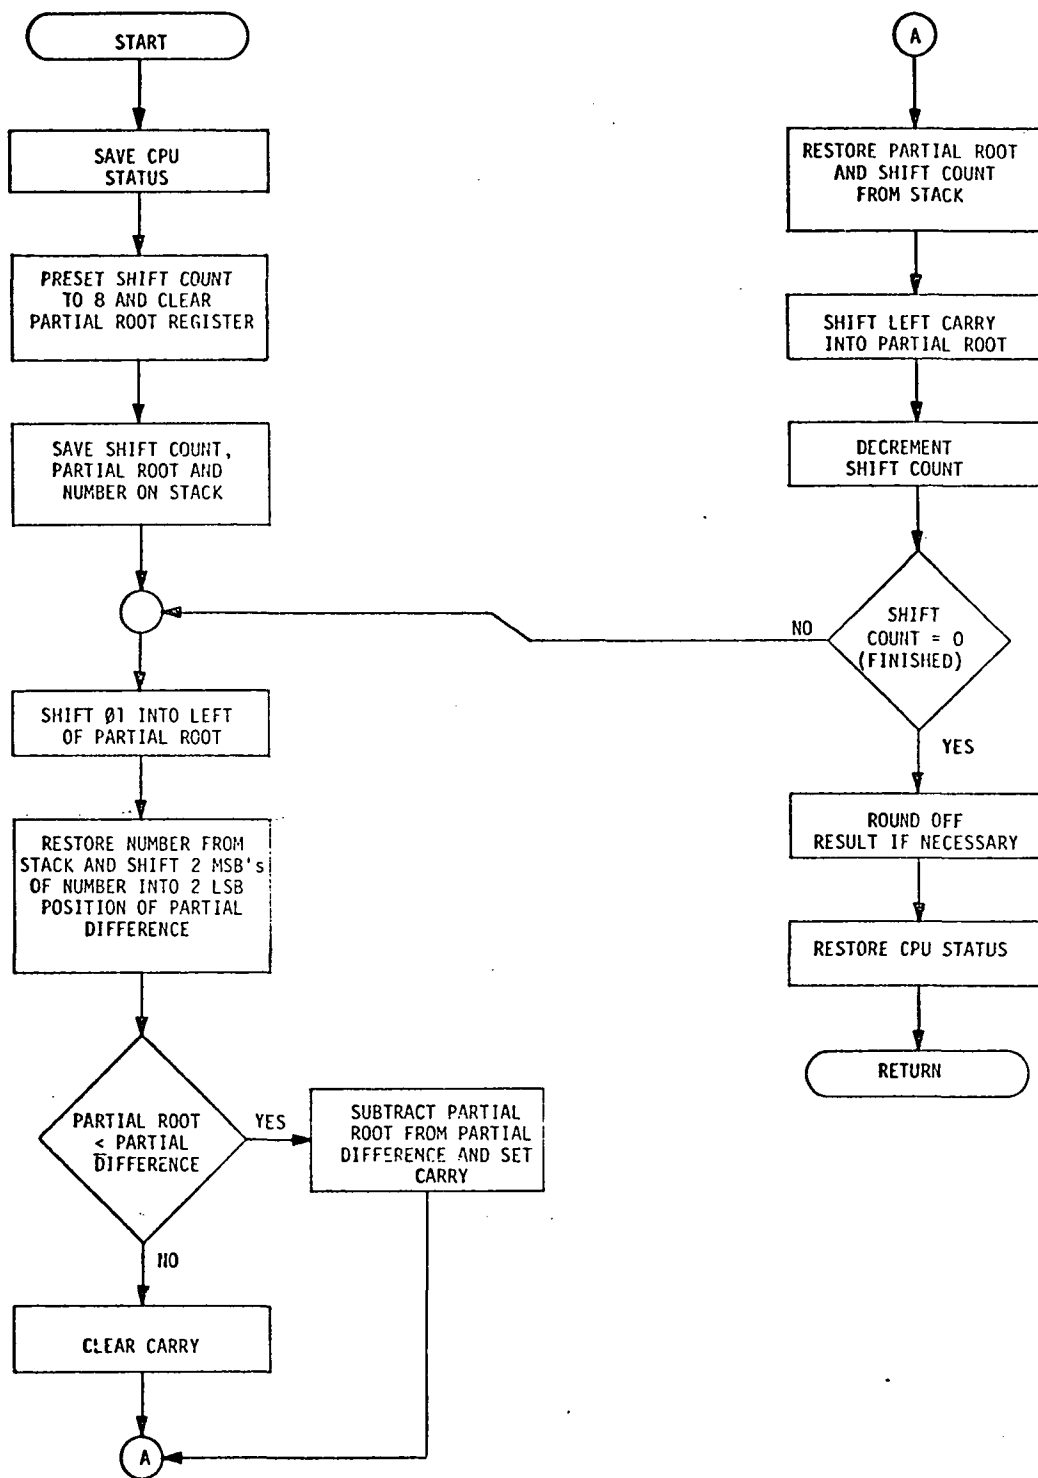 START
SAVE CPU
STATUS
PRESET SHIFT COUNT
TO 8 AND CLEAR
PARTIAL ROOT REGISTER
SAVE SHIFT COUNT,
PARTIAL ROOT AND
NUMBER ON STACK
SHIFT Ø1 INTO LEFT
OF PARTIAL ROOT
RESTORE NUMBER FROM
STACK AND SHIFT 2 MSB's
OF NUMBER INTO 2 LSB
POSITION OF PARTIAL
DIFFERENCE
PARTIAL ROOT
≤ PARTIAL
DIFFERENCE
YES
SUBTRACT PARTIAL
ROOT FROM PARTIAL
DIFFERENCE AND SET
CARRY
NO
CLEAR CARRY
A
A
RESTORE PARTIAL ROOT
AND SHIFT COUNT
FROM STACK
SHIFT LEFT CARRY
INTO PARTIAL ROOT
DECREMENT
SHIFT COUNT
SHIFT
COUNT = 0
(FINISHED)
NO
YES
ROUND OFF
RESULT IF NECESSARY
RESTORE CPU STATUS
RETURN